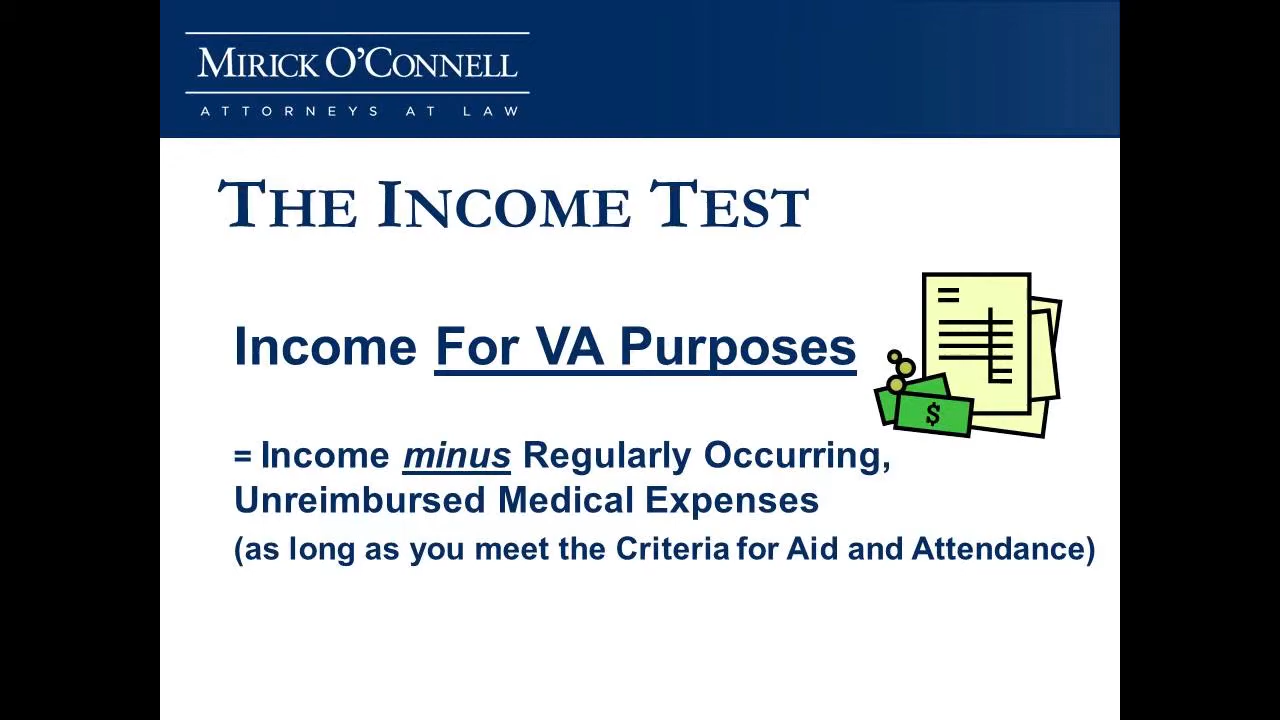 MIRICK O'CONNELL
ATTORNEYS AT LAW
THE INCOME TEST
Income For VA Purposes
= Income minus Regularly Occurring,
Unreimbursed Medical Expenses
(as long as you meet the Criteria for Aid and Attendance)
$